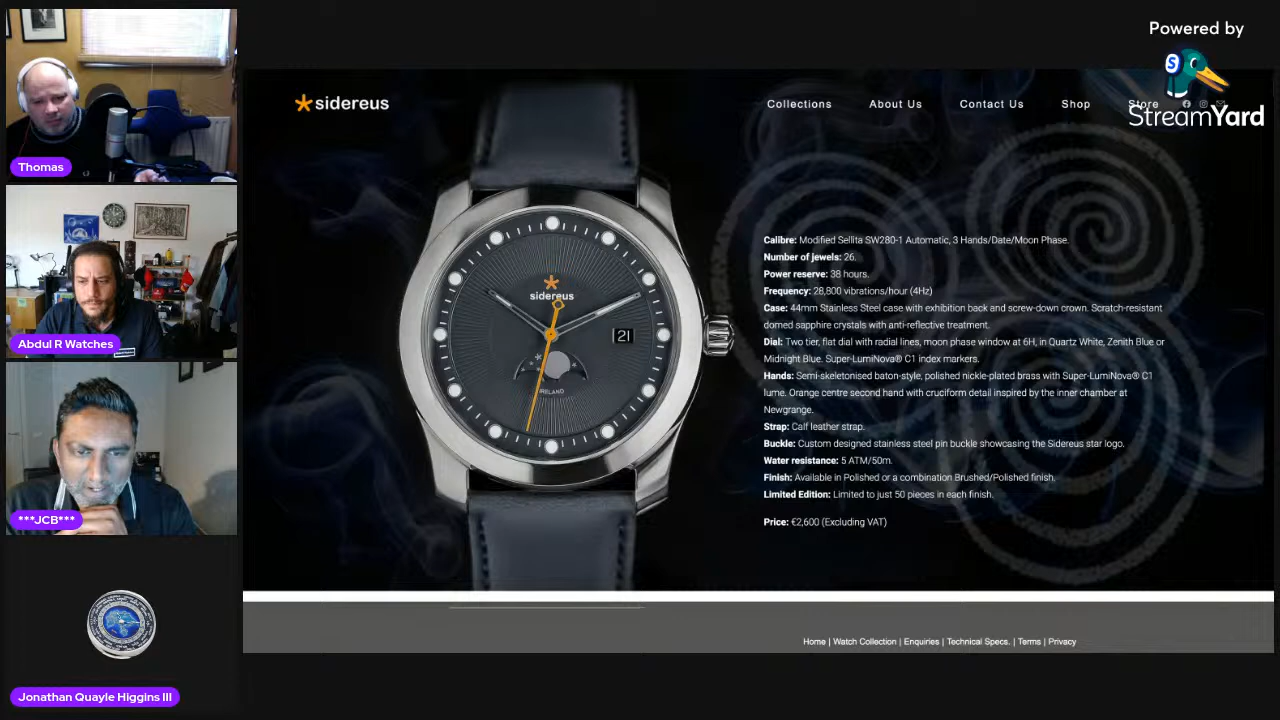 Powered by
S
StreamYard
Thomas
Abdul R Watches
***JCB***
Jonathan Quayle Higgins III
sidereus
Collections About Us Contact Us Shop Store
sidereus
21
IRELAND
Calibre: Modified Sellita SW280-1 Automatic, 3 Hands/Date/Moon Phase.
Number of jewels: 26.
Power reserve: 38 hours.
Frequency: 28,800 vibrations/hour (4Hz)
Case: 44mm Stainless Steel case with exhibition back and screw-down crown. Scratch-resistant
domed sapphire crystals with anti-reflective treatment.
Dial: Two tier, flat dial with radial lines, moon phase window at 6H, in Quartz White, Zenith Blue or
Midnight Blue. Super-LumiNova® C1 index markers.
Hands: Semi-skeletonised baton-style, polished nickle-plated brass with Super-LumiNova® C1
lume. Orange centre second hand with cruciform detail inspired by the inner chamber at
Newgrange.
Strap: Calf leather strap.
Buckle: Custom designed stainless steel pin buckle showcasing the Sidereus star logo.
Water resistance: 5 ATM/50m.
Finish: Available in Polished or a combination Brushed/Polished finish.
Limited Edition: Limited to just 50 pieces in each finish.
Price: €2,600 (Excluding VAT)
Home | Watch Collection | Enquiries | Technical Specs. | Terms | Privacy